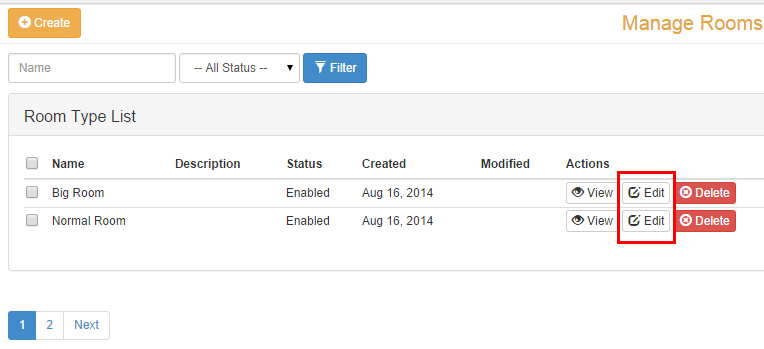 Create Manage Rooms
Name -- All Status -- Filter
Room Type List
Name Description Status Created Modified Actions
Big Room Enabled Aug 16, 2014 View Edit Delete
Normal Room Enabled Aug 16, 2014 View Edit Delete
1 2 Next